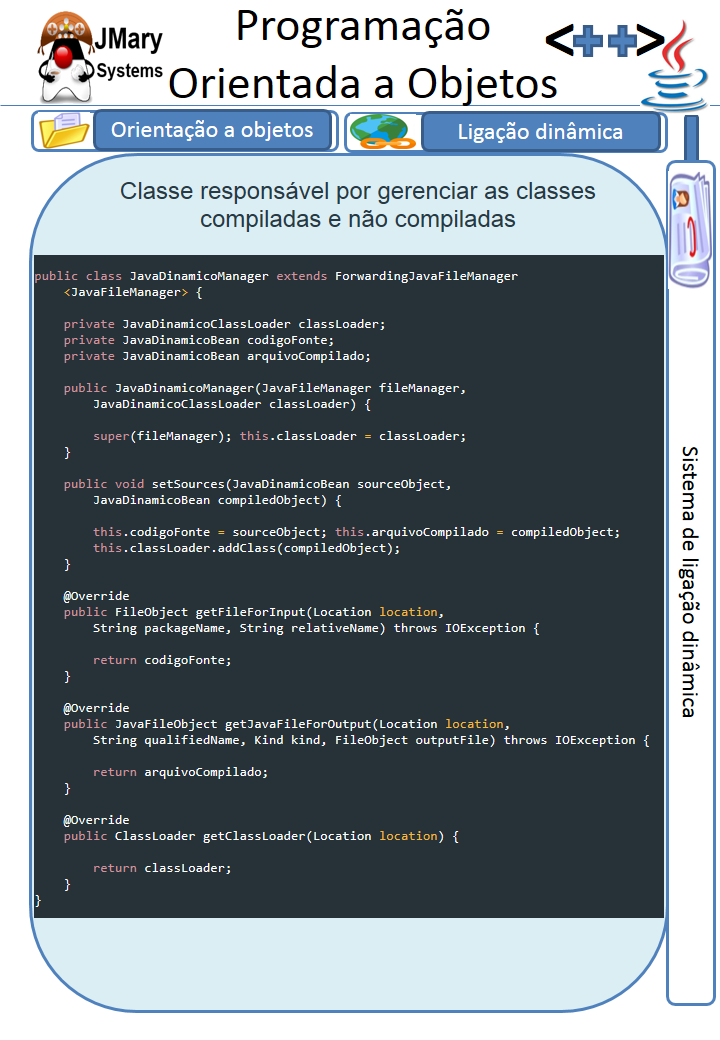 JMary
Systems
Programação
Orientada a Objetos
<++>
Orientação a objetos
Ligação dinâmica
Classe responsável por gerenciar as classes
compiladas e não compiladas
public class JavaDinamicoManager extends ForwardingJavaFileManager
<JavaFileManager> {
private JavaDinamicoClassLoader classLoader;
private JavaDinamicoBean codigoFonte;
private JavaDinamicoBean arquivoCompilado;
public JavaDinamicoManager(JavaFileManager fileManager,
JavaDinamicoClassLoader classLoader) {
super(fileManager); this.classLoader = classLoader;
}
public void setSources(JavaDinamicoBean sourceObject,
JavaDinamicoBean compiledObject) {
this.codigoFonte = sourceObject; this.arquivoCompilado = compiledObject;
this.classLoader.addClass(compiledObject);
}
@Override
public FileObject getFileForInput(Location location,
String packageName, String relativeName) throws IOException {
return codigoFonte;
}
@Override
public JavaFileObject getJavaFileForOutput(Location location,
String qualifiedName, Kind kind, FileObject outputFile) throws IOException {
return arquivoCompilado;
}
@Override
public ClassLoader getClassLoader(Location location) {
return classLoader;
}
}
Sistema de ligação dinâmica